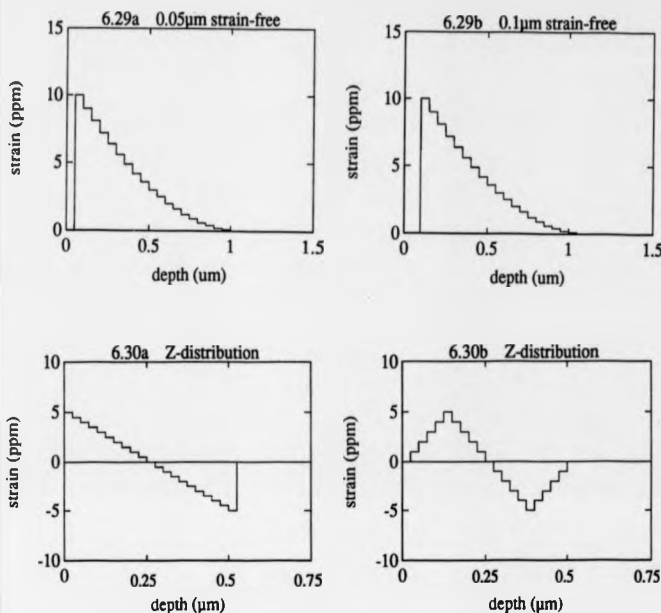 6.29a 0.05µm strain-free
15
10
5
0
strain (ppm)
0 0.5 1 1.5
depth (um)
6.29b 0.1µm strain-free
15
10
5
0
strain (ppm)
0 0.5 1 1.5
depth (um)
6.30a Z-distribution
10
5
0
-5
-10
strain (ppm)
0 0.25 0.5 0.75
depth (µm)
6.30b Z-distribution
10
5
0
-5
-10
strain (ppm)
0 0.25 0.5 0.75
depth (µm)